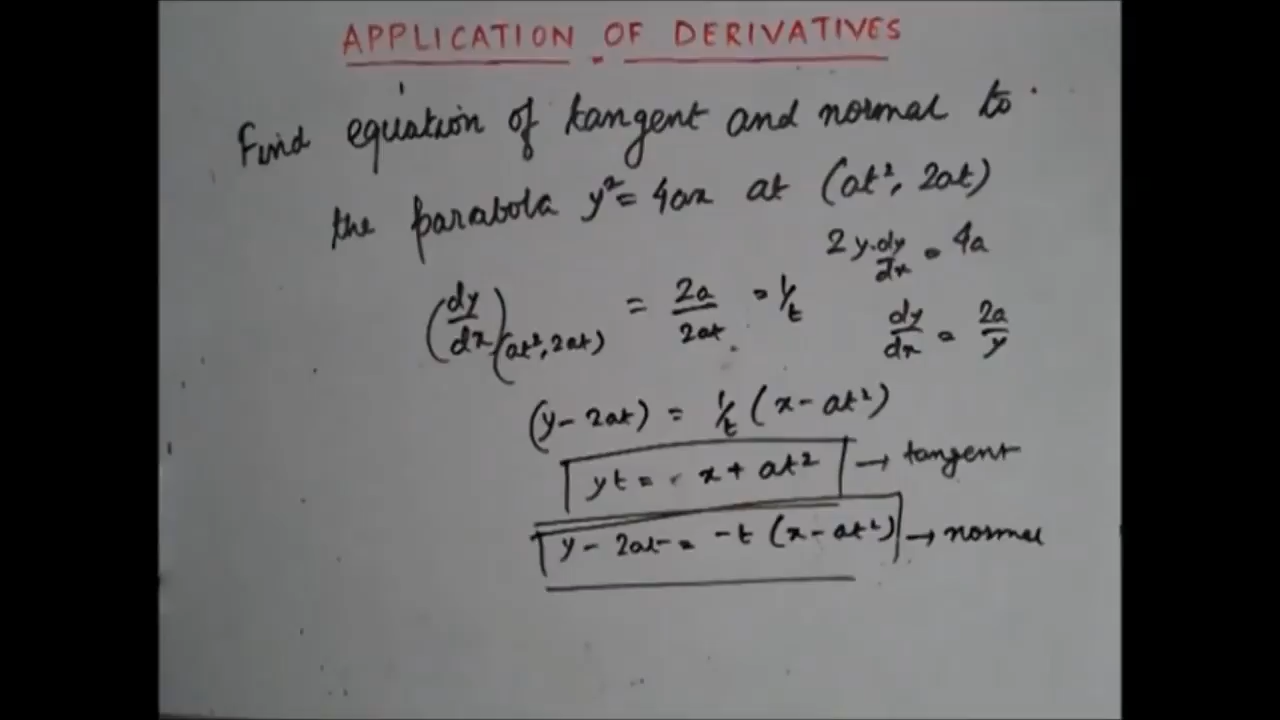 APPLICATION OF DERIVATIVES
Find equation of tangent and normal to
the parabola y² = 4ax at (at², 2at)
2y.dy/dx = 4a
(dy/dx)(at², 2at) = 2a/2at = 1/t
dy/dx = 2a/y
(y - 2at) = 1/t (x - at²)
yt = x + at² → tangent
y - 2at = -t (x - at²) → normal